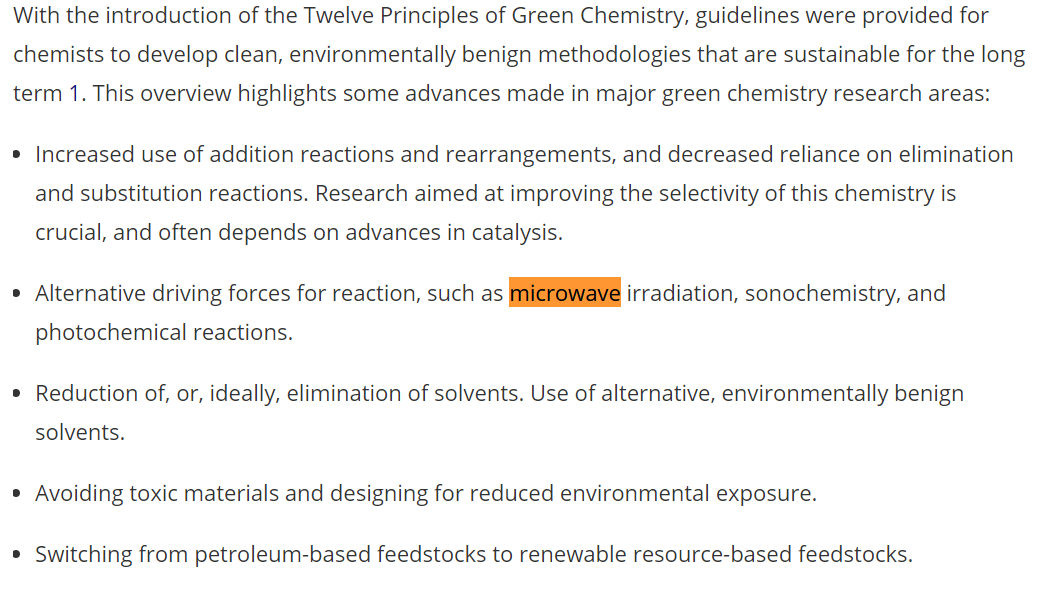 With the introduction of the Twelve Principles of Green Chemistry, guidelines were provided for
chemists to develop clean, environmentally benign methodologies that are sustainable for the long
term 1. This overview highlights some advances made in major green chemistry research areas:
• Increased use of addition reactions and rearrangements, and decreased reliance on elimination
and substitution reactions. Research aimed at improving the selectivity of this chemistry is
crucial, and often depends on advances in catalysis.
• Alternative driving forces for reaction, such as microwave irradiation, sonochemistry, and
photochemical reactions.
• Reduction of, or, ideally, elimination of solvents. Use of alternative, environmentally benign
solvents.
• Avoiding toxic materials and designing for reduced environmental exposure.
• Switching from petroleum-based feedstocks to renewable resource-based feedstocks.